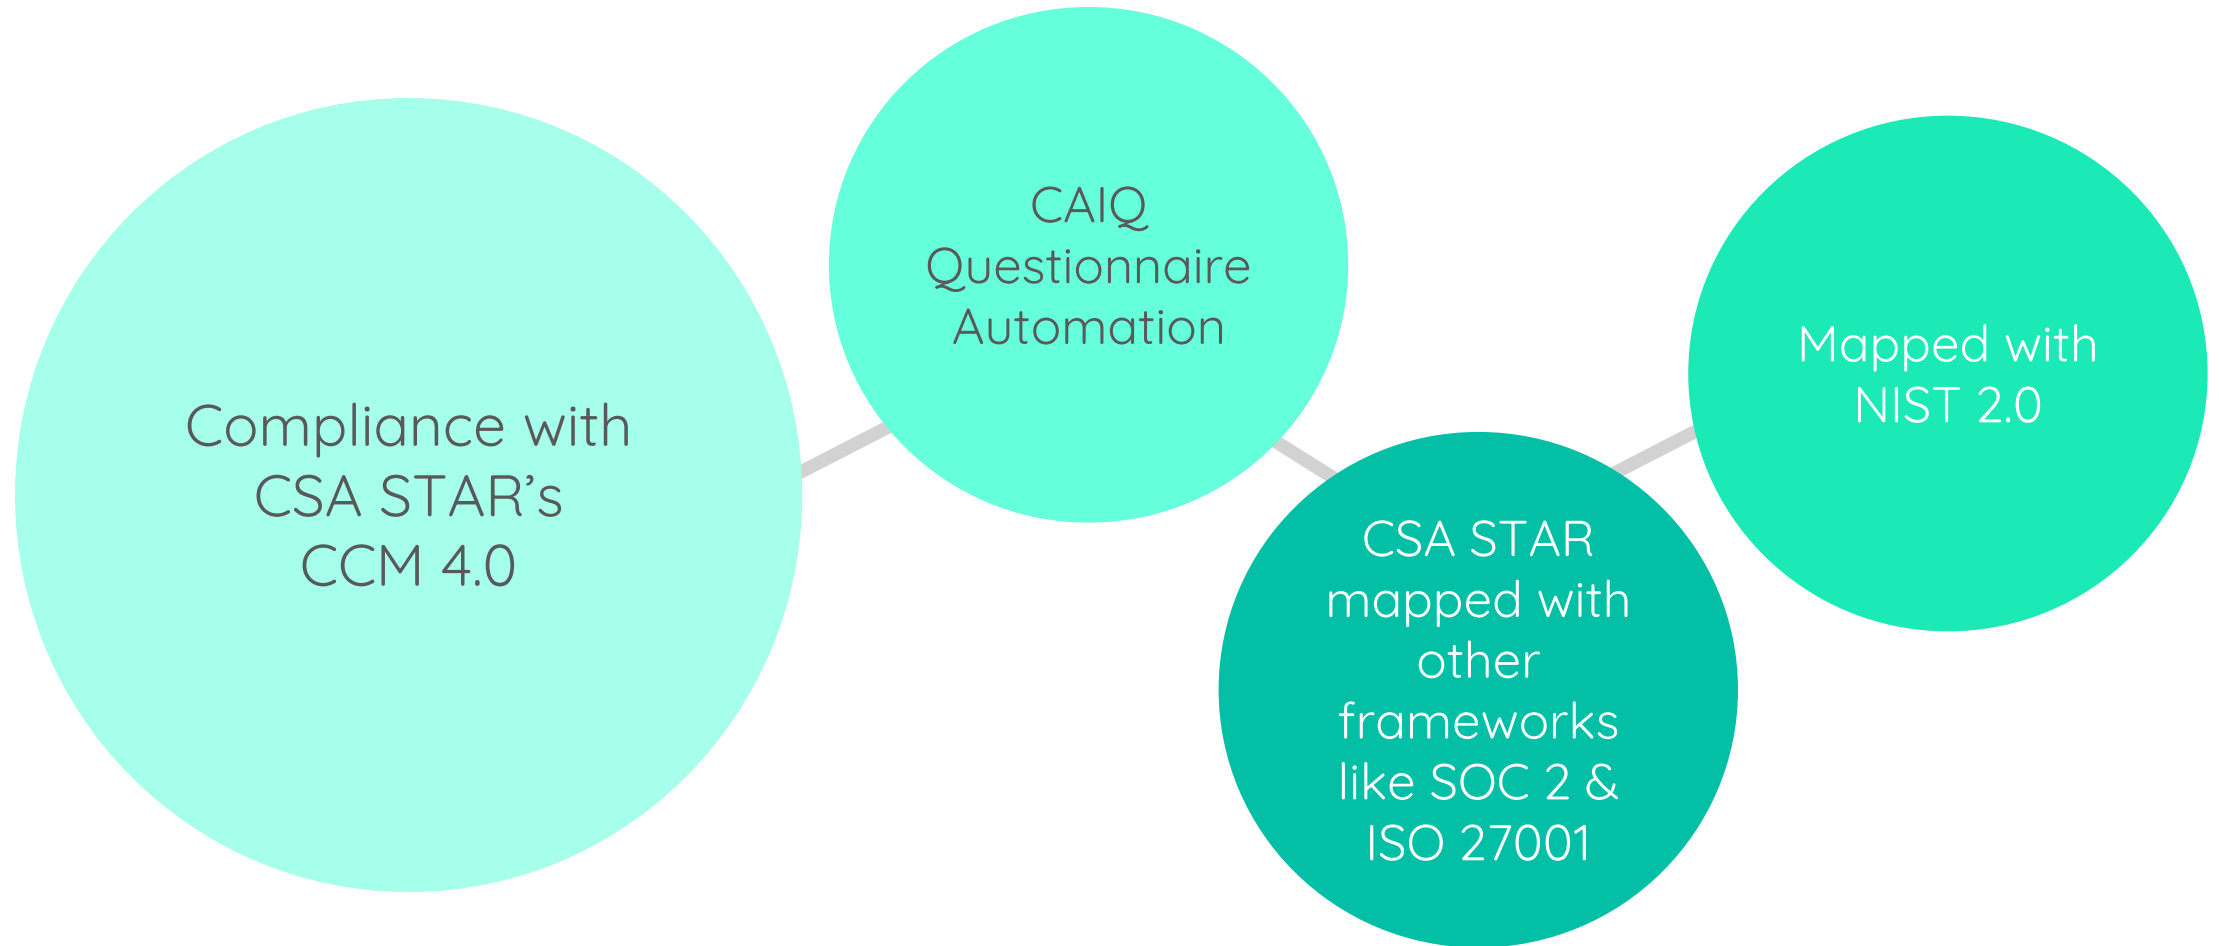 Compliance with
CSA STAR’s
CCM 4.0
CAIQ
Questionnaire
Automation
CSA STAR
mapped with
other
frameworks
like SOC 2 &
ISO 27001
Mapped with
NIST 2.0